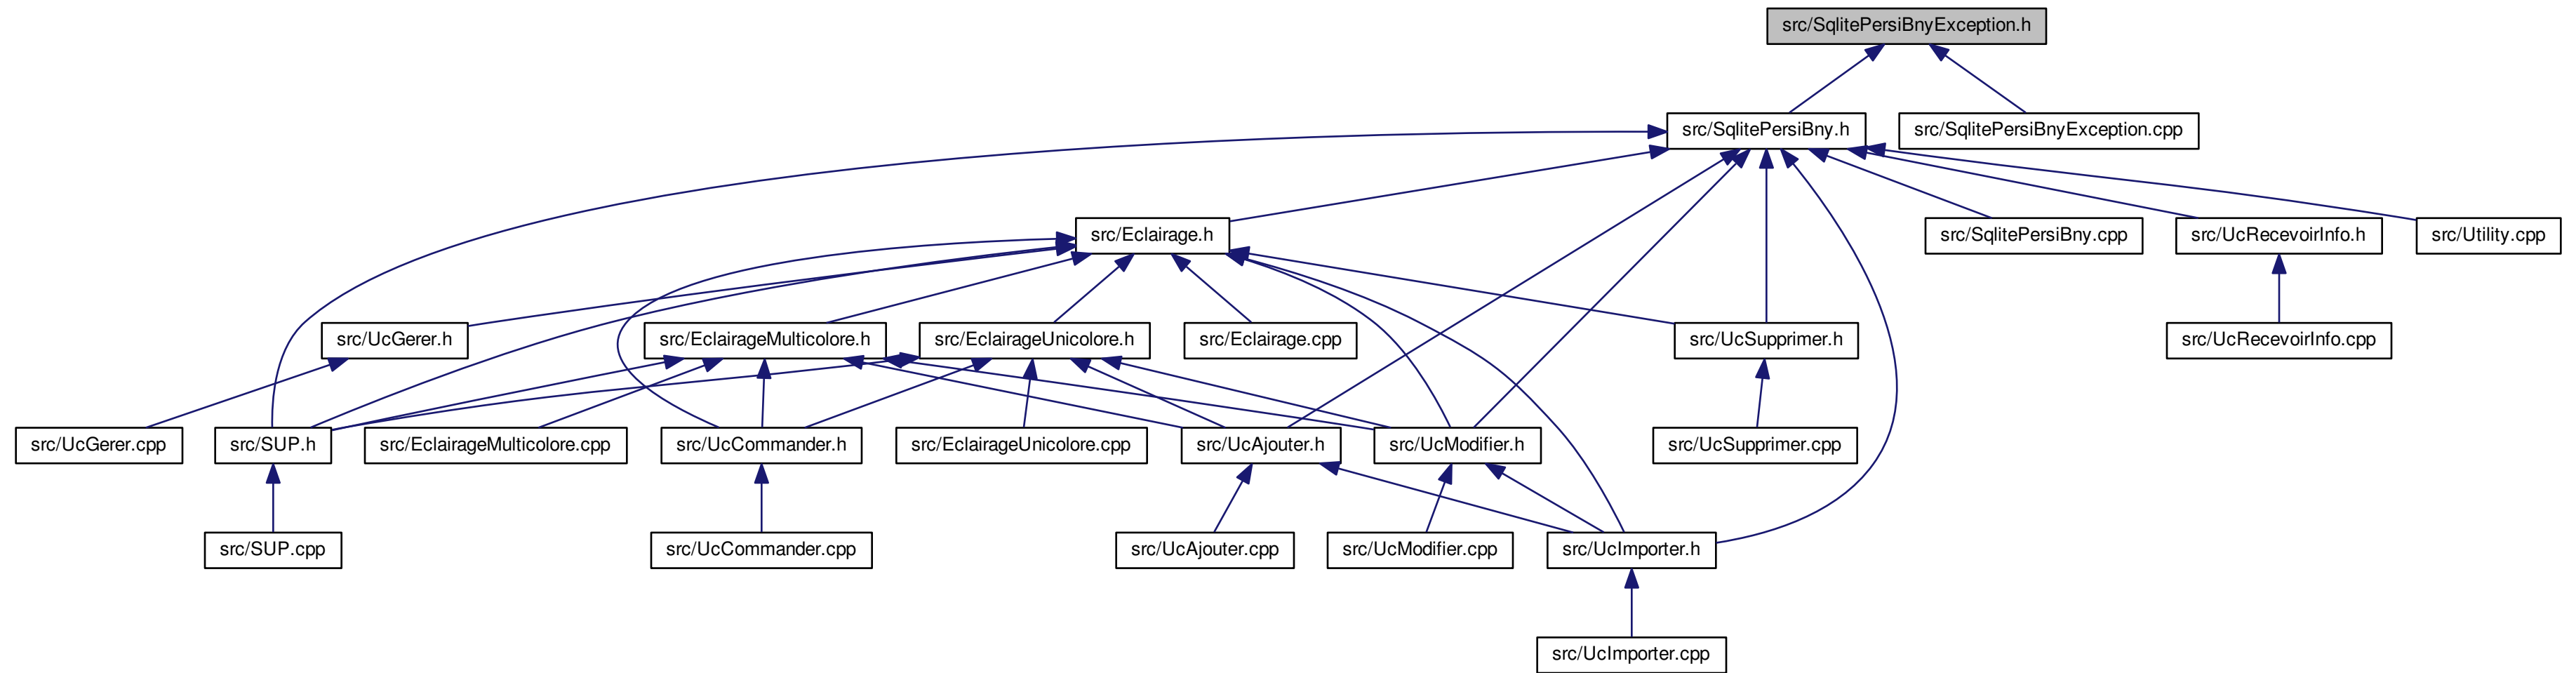 src/SqlitePersiBnyException.h
src/SqlitePersiBny.h
src/SqlitePersiBnyException.cpp
src/Eclairage.h
src/SqlitePersiBny.cpp
src/UcRecevoirInfo.h
src/Utility.cpp
src/UcGerer.h
src/EclairageMulticolore.h
src/EclairageUnicolore.h
src/Eclairage.cpp
src/UcSupprimer.h
src/UcRecevoirInfo.cpp
src/UcGerer.cpp
src/SUP.h
src/EclairageMulticolore.cpp
src/UcCommander.h
src/EclairageUnicolore.cpp
src/UcAjouter.h
src/UcModifier.h
src/UcSupprimer.cpp
src/SUP.cpp
src/UcCommander.cpp
src/UcAjouter.cpp
src/UcModifier.cpp
src/UcImporter.h
src/UcImporter.cpp